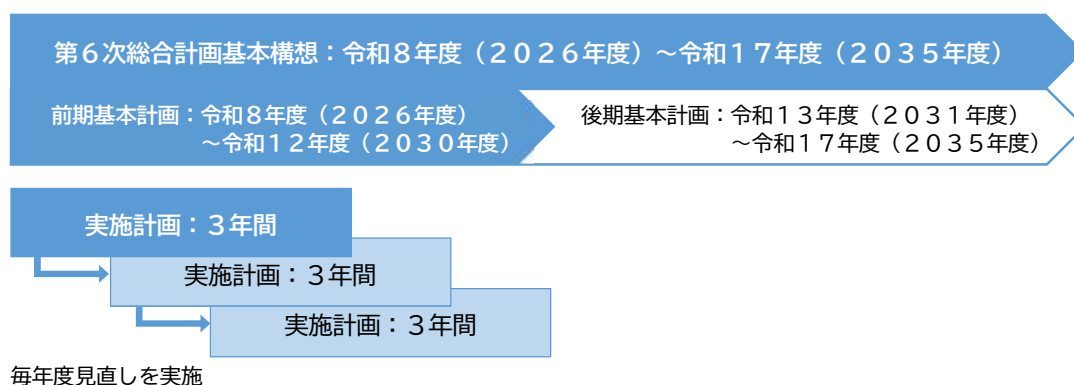 第６次総合計画基本構想：令和８年度（２０２６年度）～令和１７年度（２０３５年度）
前期基本計画：令和８年度（２０２６年度）
～令和１２年度（２０３０年度）
後期基本計画：令和１３年度（２０３１年度）
～令和１７年度（２０３５年度）
実施計画：３年間
実施計画：３年間
実施計画：３年間
毎年度見直しを実施